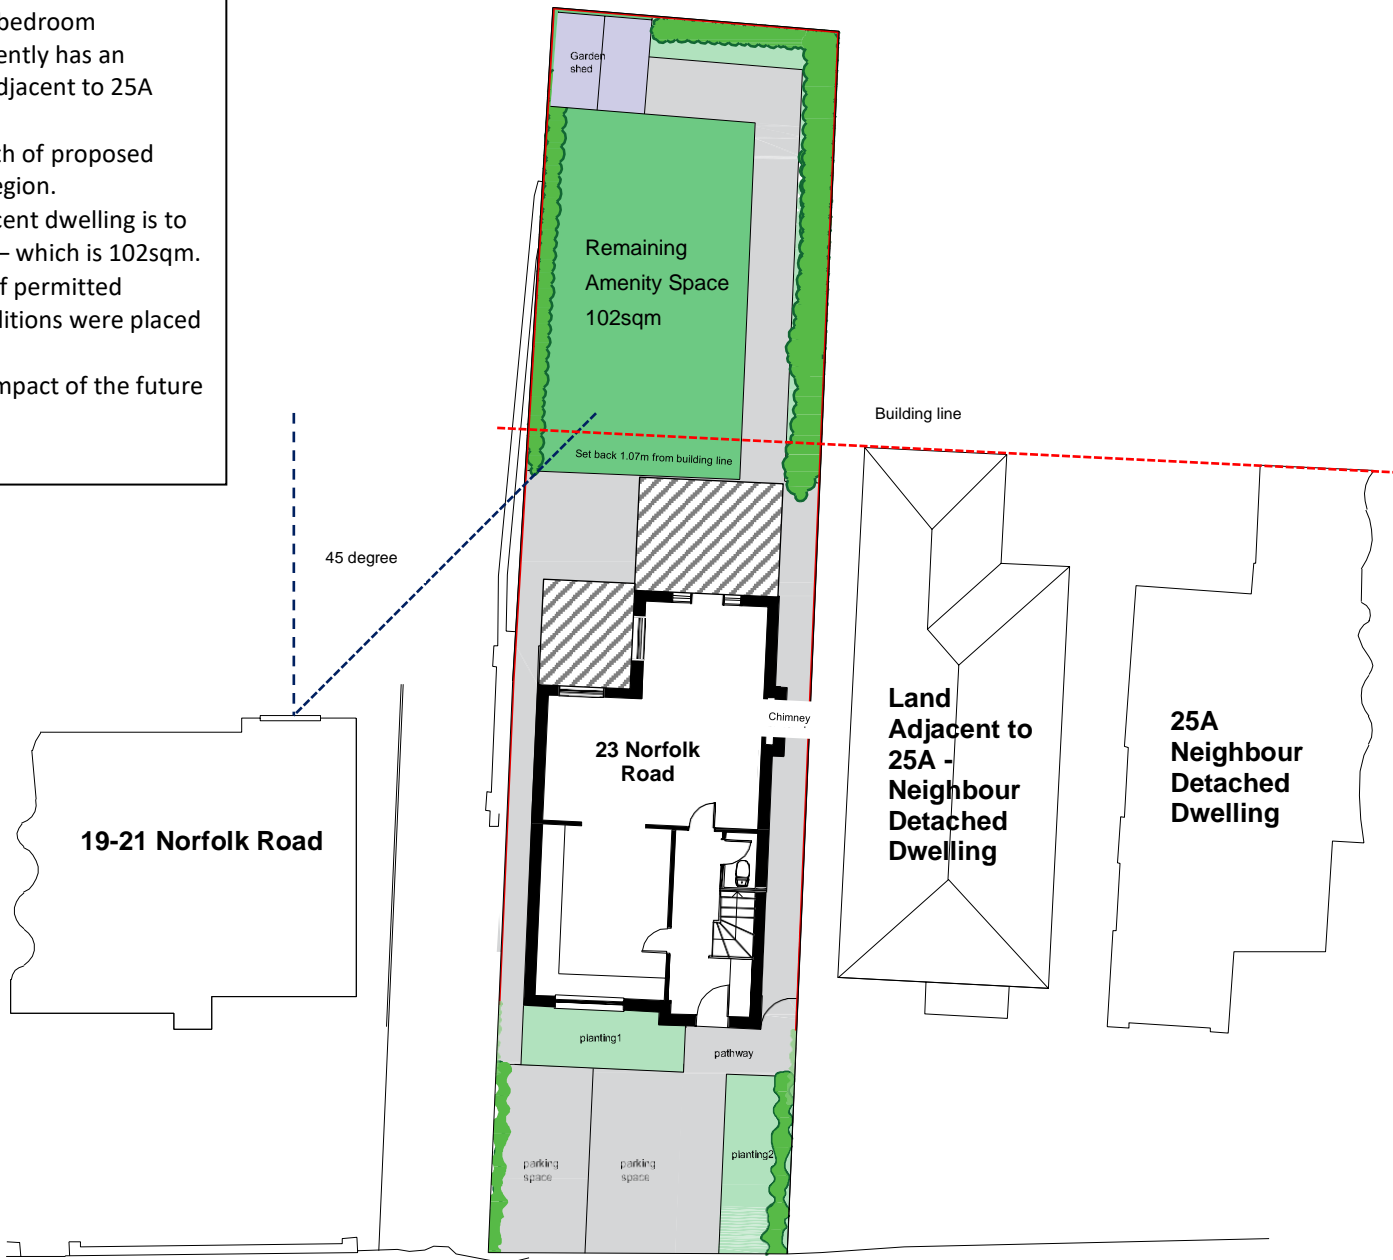 bedroom
ently has an
djacent to 25A
th of proposed
egion.
cent dwelling is to
– which is 102sqm.
f permitted
ditions were placed
mpact of the future
Garden
shed
Remaining
Amenity Space
102sqm
Building line
Set back 1.07m from building line
45 degree
Chimney
23 Norfolk
Road
Land
Adjacent to
25A -
Neighbour
Detached
Dwelling
25A
Neighbour
Detached
Dwelling
19-21 Norfolk Road
planting1
pathway
planting2
parking
space
parking
space